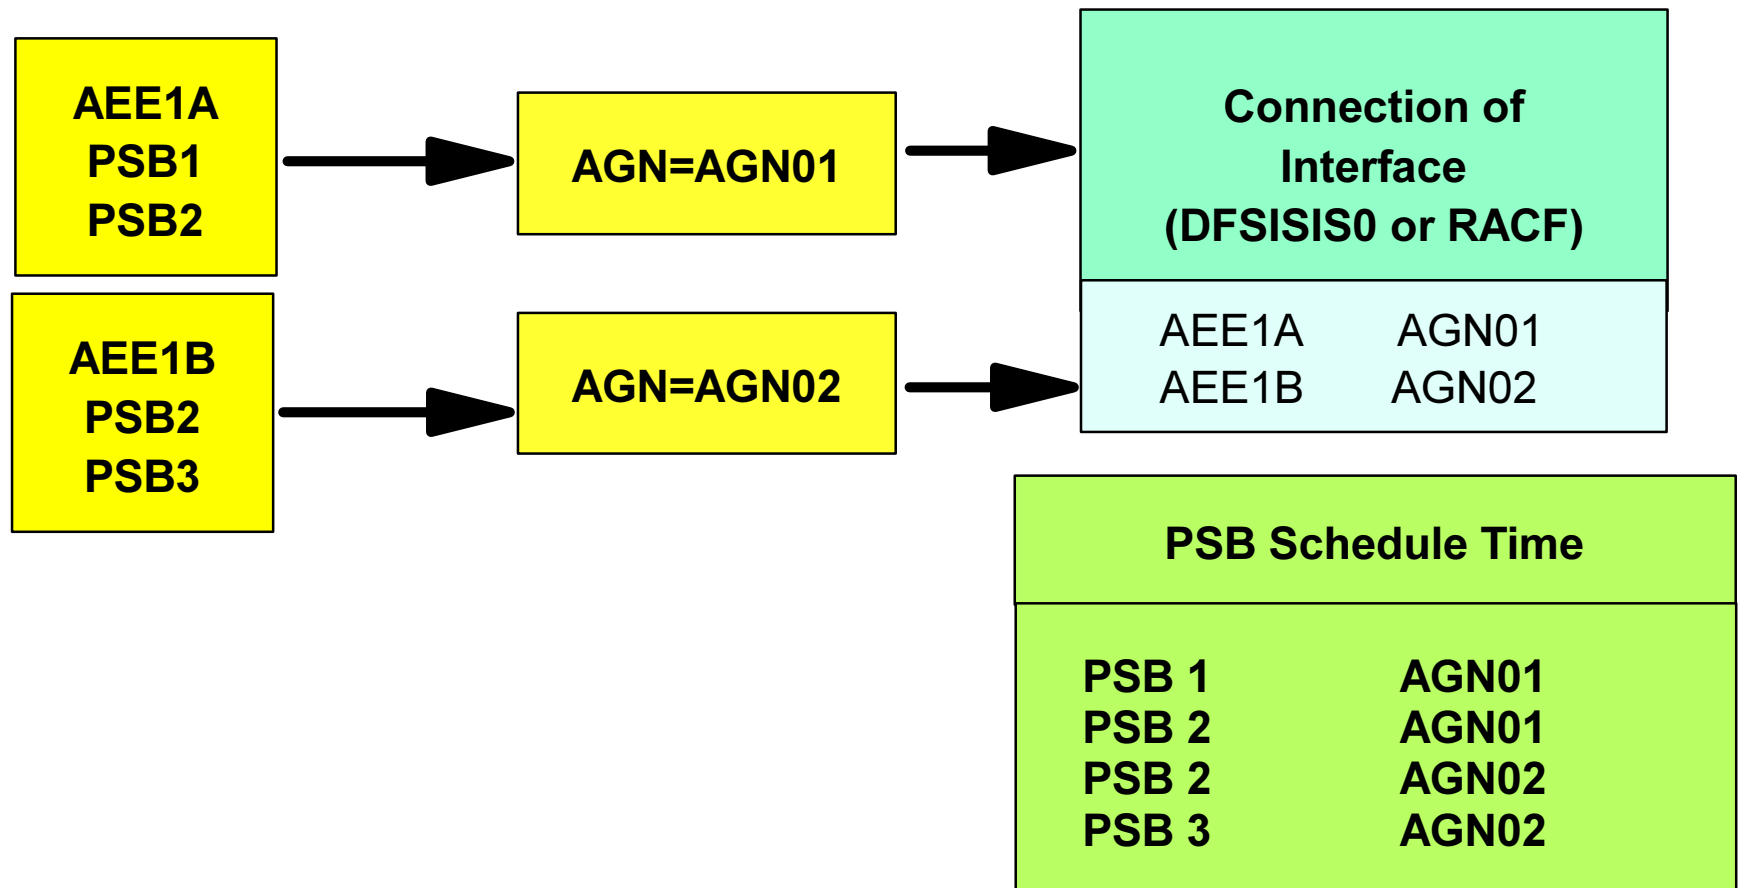 AEE1A
PSB1
PSB2
AGN=AGN01
Connection of
Interface
(DFSISIS0 or RACF)
AEE1A AGN01
AEE1B AGN02
AEE1B
PSB2
PSB3
AGN=AGN02
PSB Schedule Time
PSB 1 AGN01
PSB 2 AGN01
PSB 2 AGN02
PSB 3 AGN02